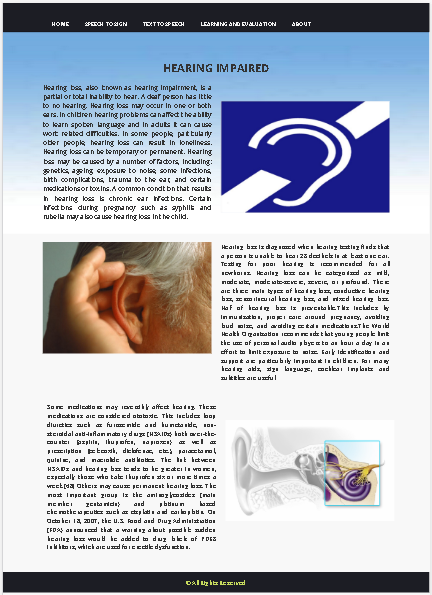 HOME SPEECH TO SIGN TEXT TO SPEECH LEARNING AND EVALUATION ABOUT
HEARING IMPAIRED
Hearing loss, also known as hearing impairment, is a
partial or total inability to hear. A deaf person has little
to no hearing. Hearing loss may occur in one or both
ears. In children hearing problems can affect the ability
to learn spoken language and in adults it can cause
work related difficulties. In some people, particularly
older people, hearing loss can result in loneliness.
Hearing loss can be temporary or permanent. Hearing
loss may be caused by a number of factors, including:
genetics, ageing, exposure to noise, some infections,
birth complications, trauma to the ear, and certain
medications or toxins. A common condition that results
in hearing loss is chronic ear infections. Certain
infections during pregnancy such as syphilis and
rubella may also cause hearing loss in the child.
Hearing loss is diagnosed when hearing testing finds that
a person is unable to hear 25 decibels in at least one ear.
Testing for poor hearing is recommended for all
newborns. Hearing loss can be categorized as mild,
moderate, moderate-severe, severe, or profound. There
are three main types of hearing loss, conductive hearing
loss, sensorineural hearing loss, and mixed hearing loss.
Half of hearing loss is preventable. This includes by
immunization, proper care around pregnancy, avoiding
loud noise, and avoiding certain medications. The World
Health Organization recommends that young people limit
the use of personal audio players to an hour a day in an
effort to limit exposure to noise. Early identification and
support are particularly important in children. For many
hearing aids, sign language, cochlear implants and
subtitles are useful
Some medications may reversibly affect hearing. These
medications are considered ototoxic. This includes loop
diuretics such as furosemide and bumetanide, non-
steroidal anti-inflammatory drugs (NSAIDs) both over-the-
counter (aspirin, ibuprofen, naproxen) as well as
prescription (celecoxib, diclofenac, etc.), paracetamol,
quinine, and macrolide antibiotics. The link between
NSAIDs and hearing loss tends to be greater in women,
especially those who take ibuprofen six or more times a
week.[58] Others may cause permanent hearing loss. The
most important group is the aminoglycosides (main
member gentamicin) and platinum based
chemotherapeutics such as cisplatin and carboplatin. On
October 18, 2007, the U.S. Food and Drug Administration
(FDA) announced that a warning about possible sudden
hearing loss would be added to drug labels of PDE5
inhibitors, which are used for erectile dysfunction.
© All Rights Reserved